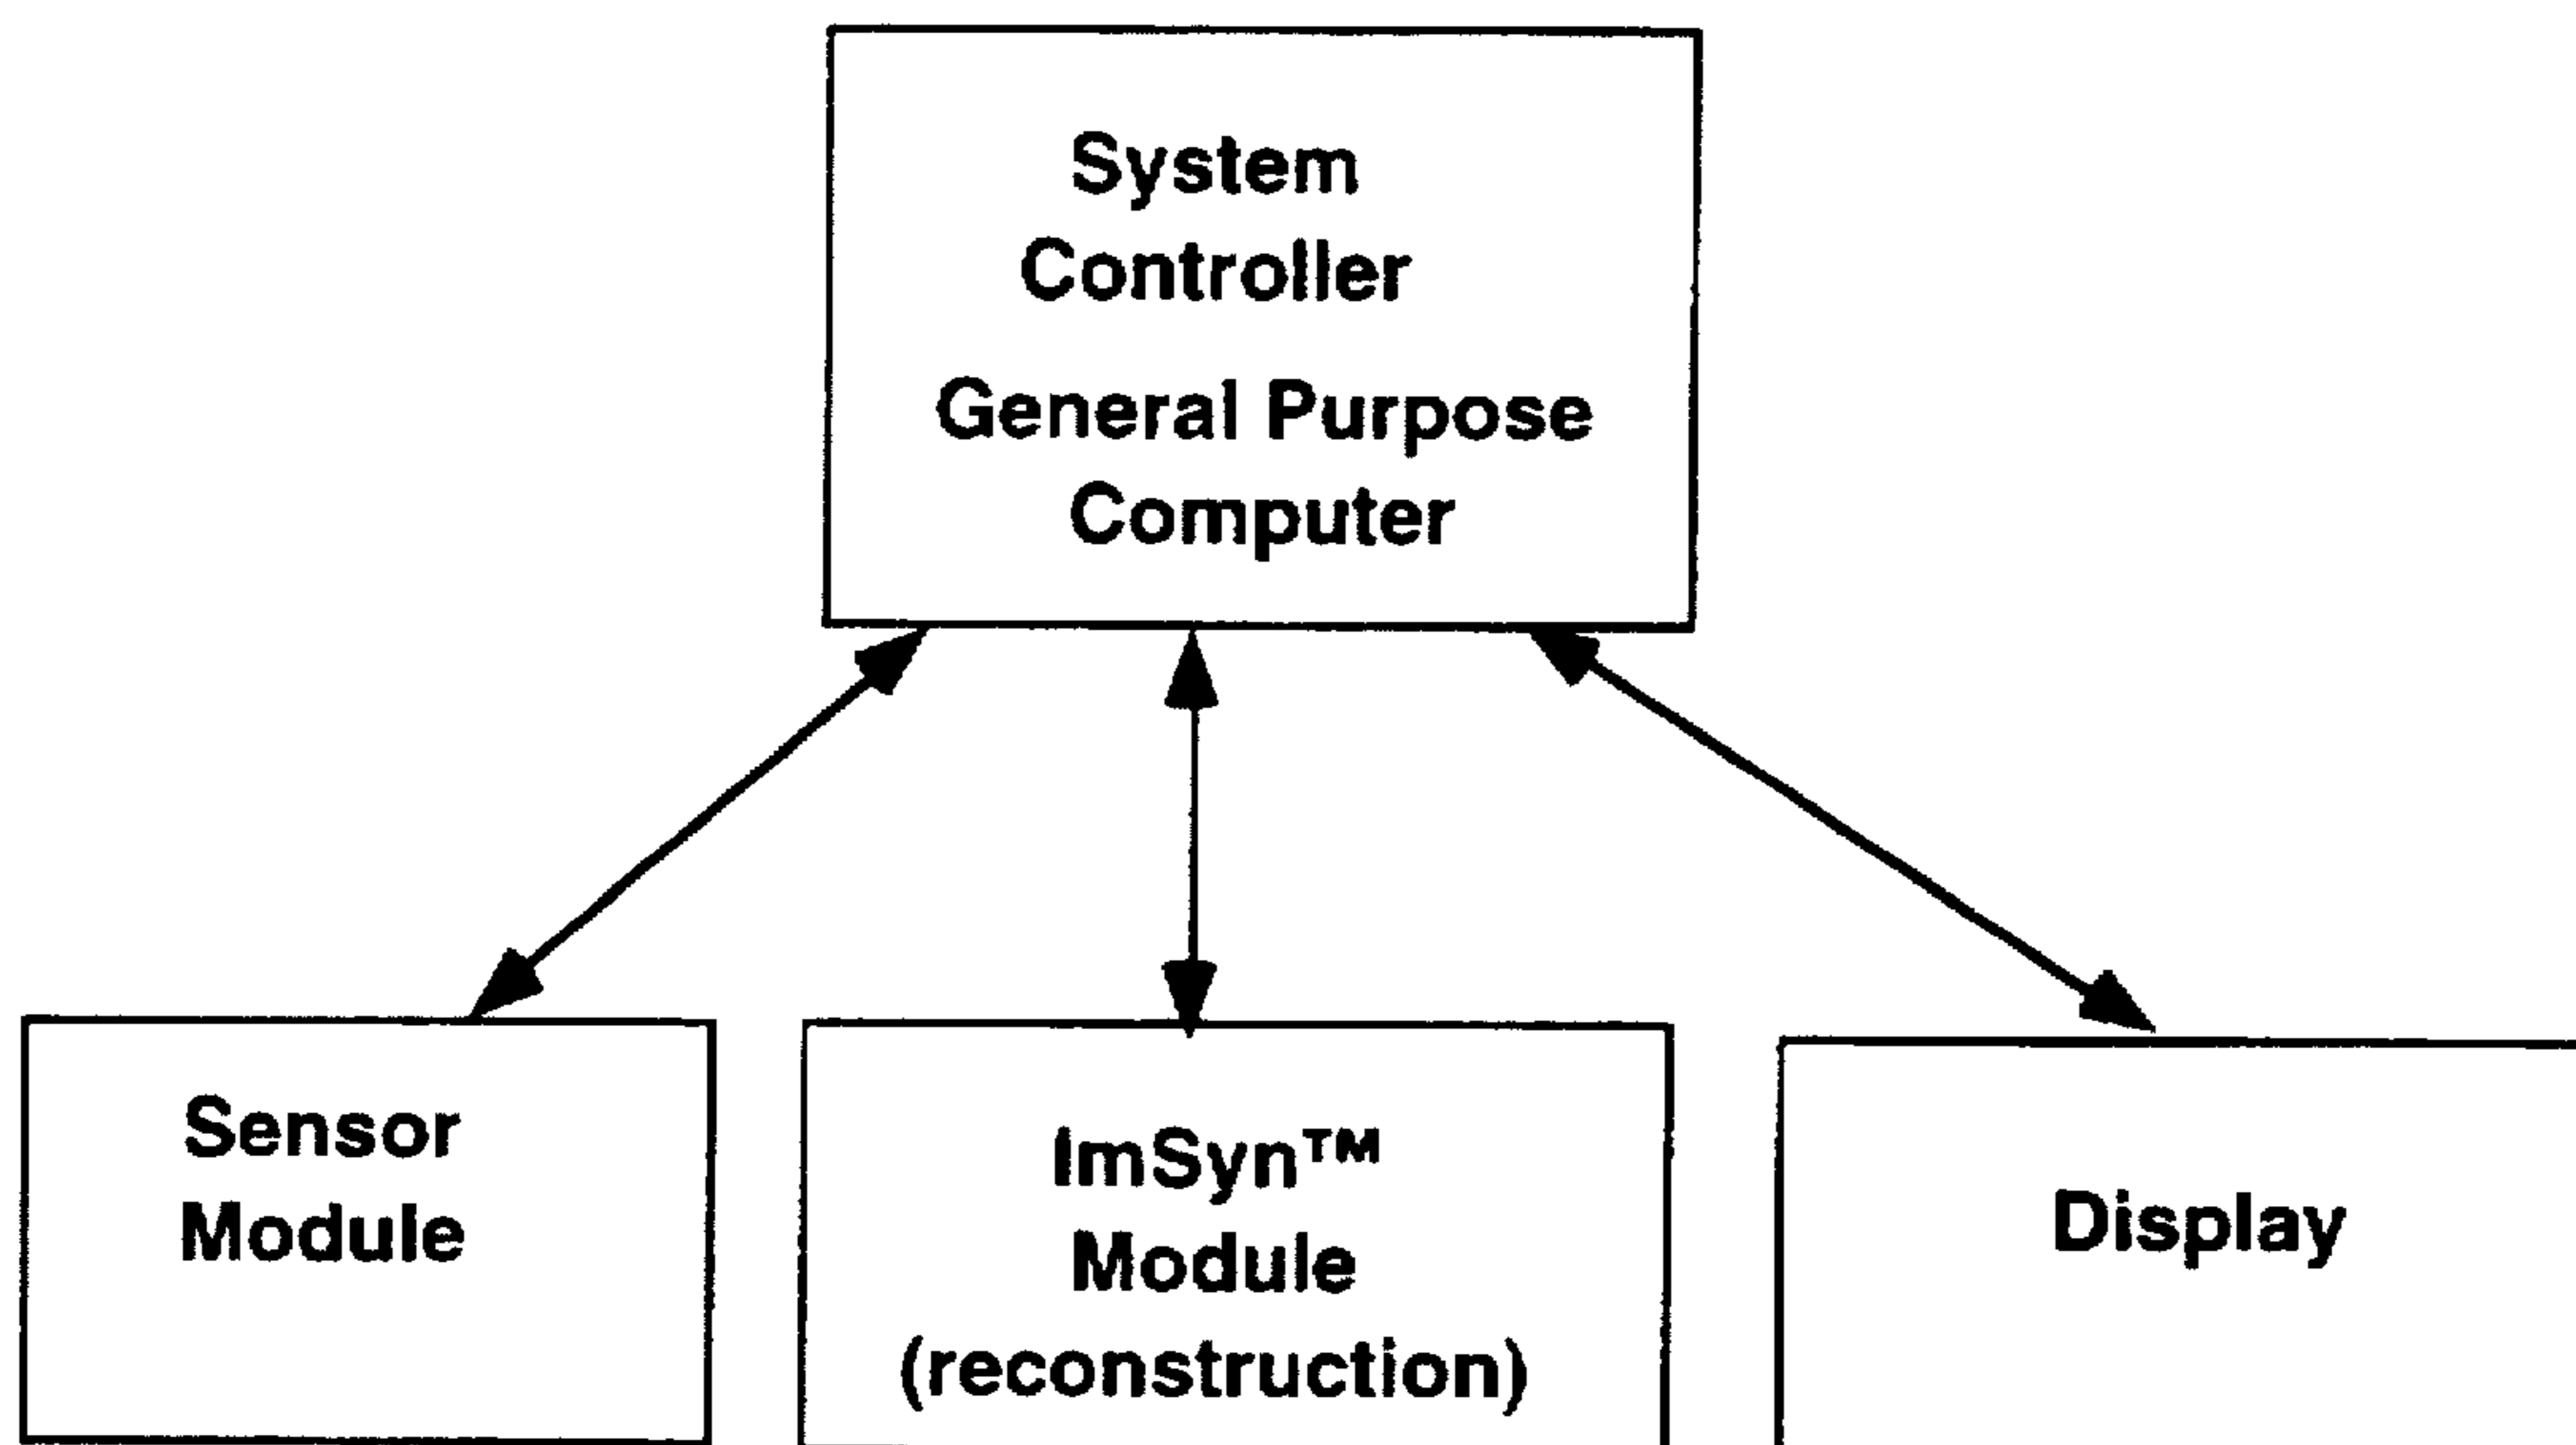 System
Controller
General Purpose
Computer
Sensor
Module
ImSyn™
Module
(reconstruction)
Display